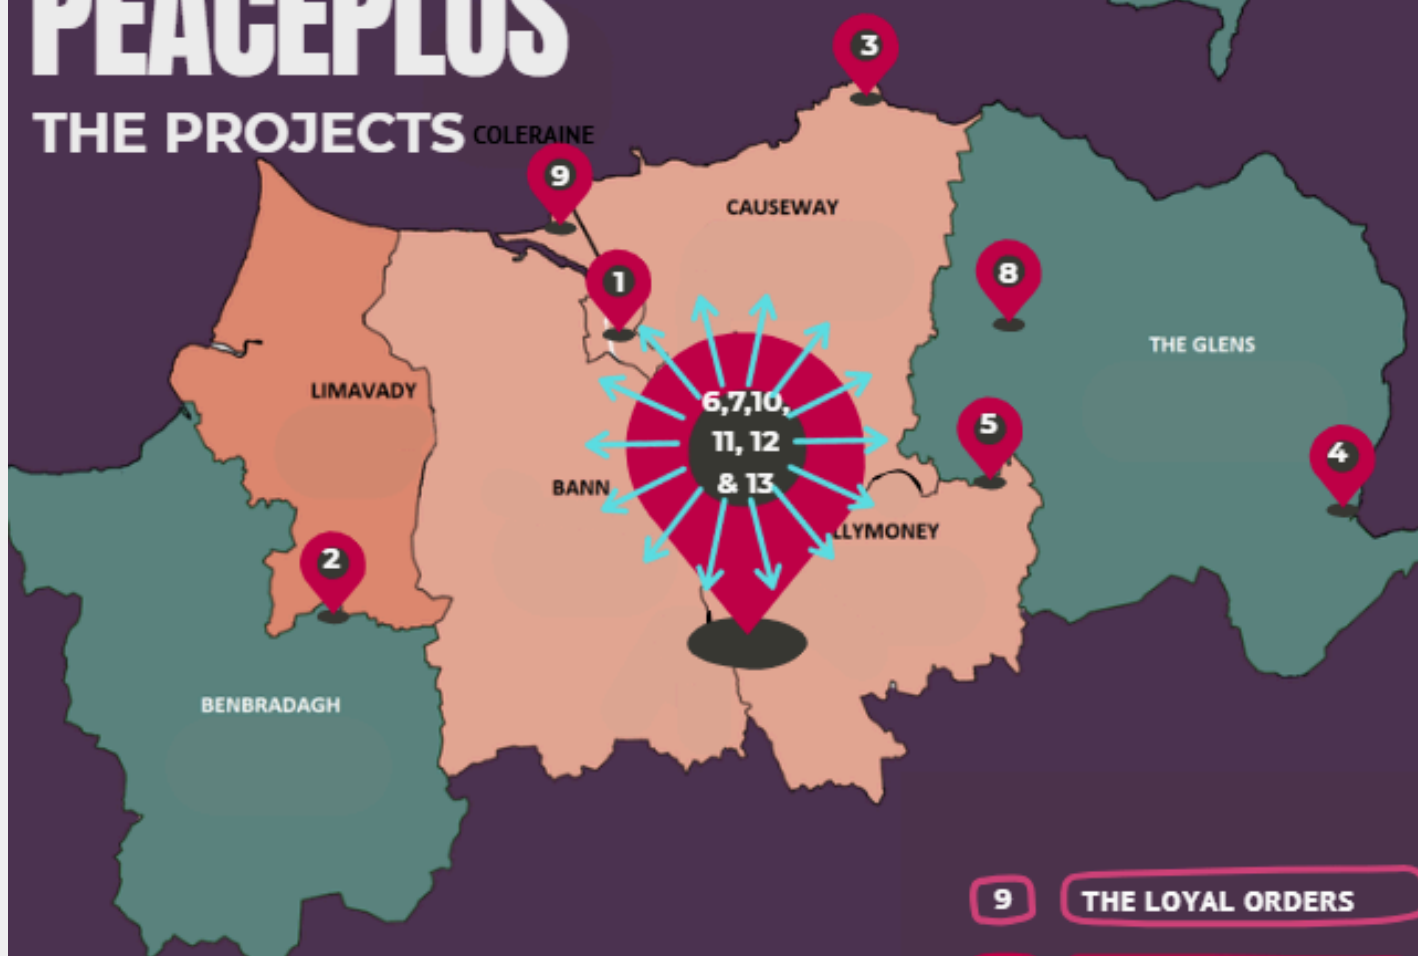 PEACEPLUS
THE PROJECTS
COLERAINE
3
9
CAUSEWAY
1
8
THE GLENS
LIMAVADY
6,7,10,
11, 12
& 13
5
4
BANN
LLYMONEY
2
BENBRADAGH
9 THE LOYAL ORDERS